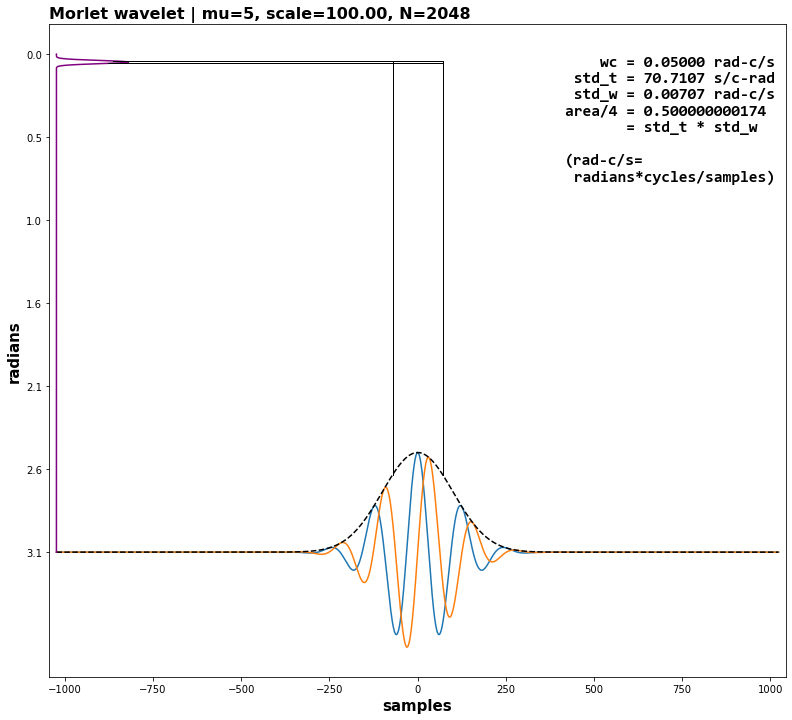 Morlet wavelet | mu=5, scale=100.00, N=2048
wc = 0.05000 rad-c/s
std_t = 70.7107 s/c-rad
std_w = 0.00707 rad-c/s
area/4 = 0.500000000174
= std_t * std_w
(rad-c/s=
radians*cycles/samples)
radians
0.0
0.5
1.0
1.6
2.1
2.6
3.1
−1000
−750
−500
−250
0
250
500
750
1000
samples